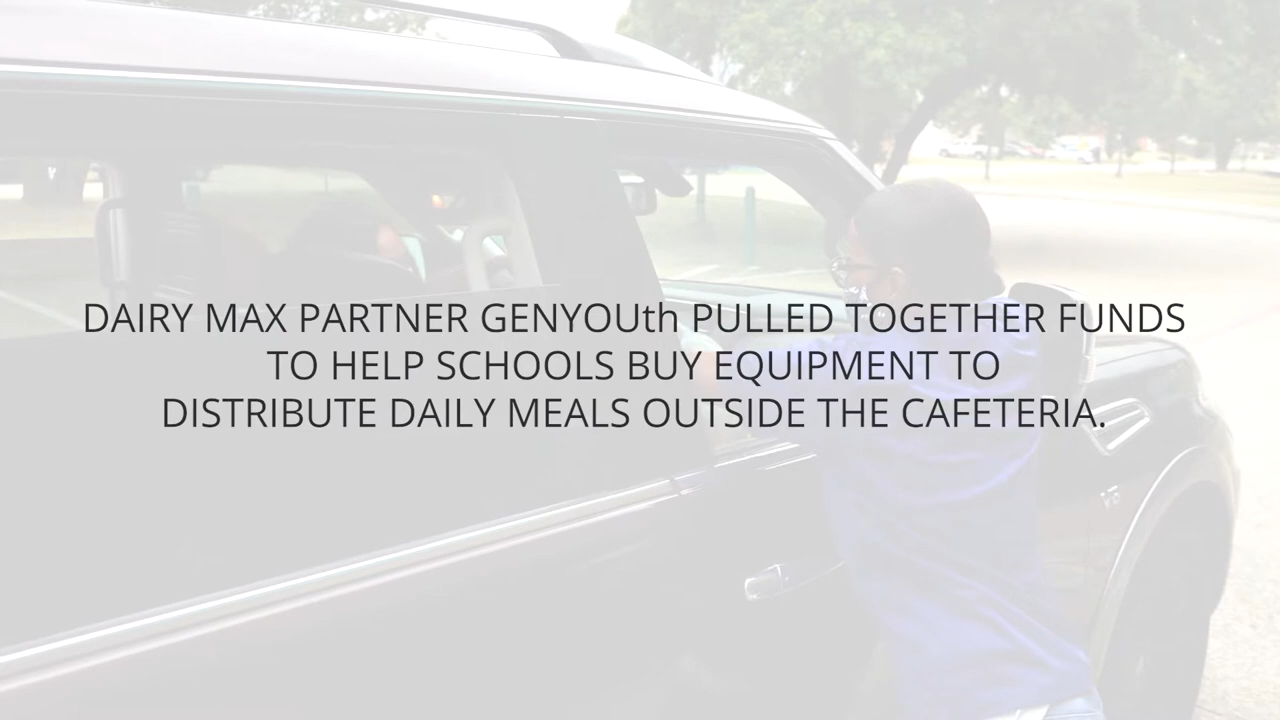 DAIRY MAX PARTNER GENYOUth PULLED TOGETHER FUNDS
TO HELP SCHOOLS BUY EQUIPMENT TO
DISTRIBUTE DAILY MEALS OUTSIDE THE CAFETERIA.